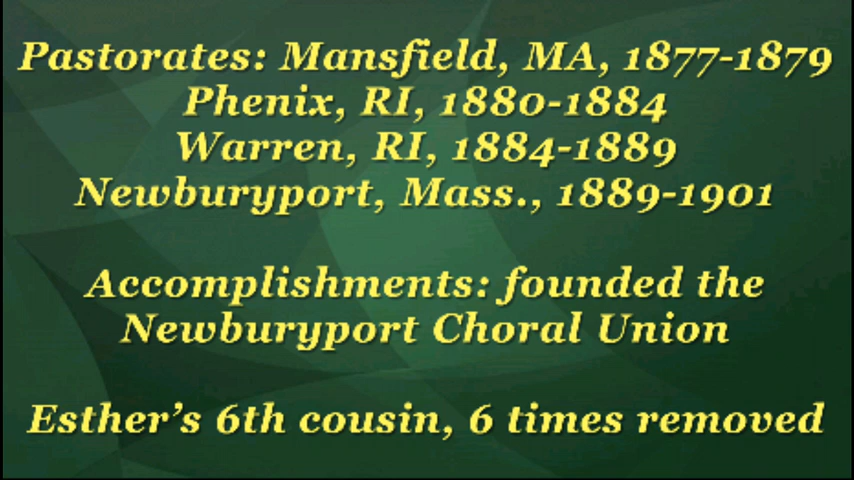 Pastorates: Mansfield, MA, 1877-1879
Phenix, RI, 1880-1884
Warren, RI, 1884-1889
Newburyport, Mass., 1889-1901
Accomplishments: founded the
Newburyport Choral Union
Esther’s 6th cousin, 6 times removed